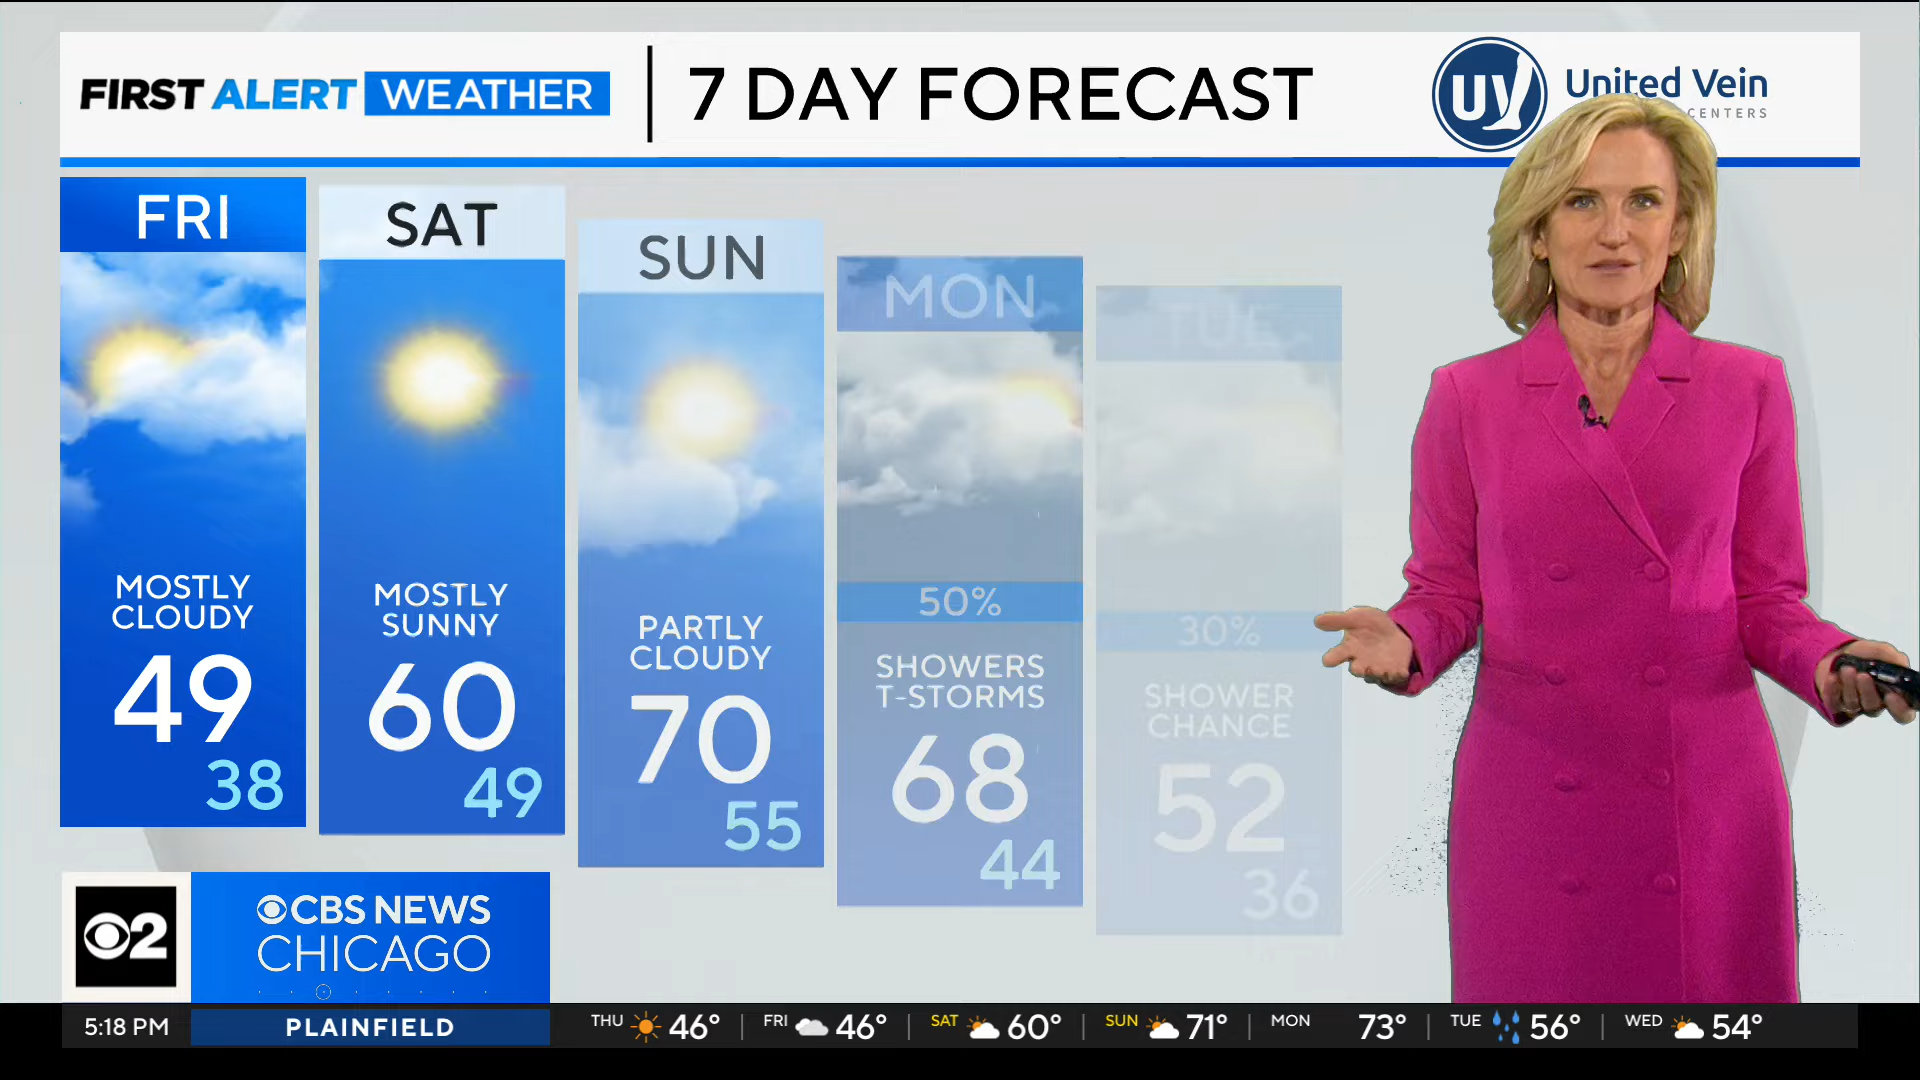 FIRST ALERT WEATHER
7 DAY FORECAST
UV
United Vein
CENTERS
FRI
MOSTLY
CLOUDY
49
38
SAT
MOSTLY
SUNNY
60
49
SUN
PARTLY
CLOUDY
70
55
MON
50%
SHOWERS
T-STORMS
68
44
TUE
30%
SHOWER
CHANCE
52
36
2
CBS NEWS
CHICAGO
5:18 PM
PLAINFIELD
THU 46°
FRI 46°
SAT 60°
SUN 71°
MON 73°
TUE 56°
WED 54°